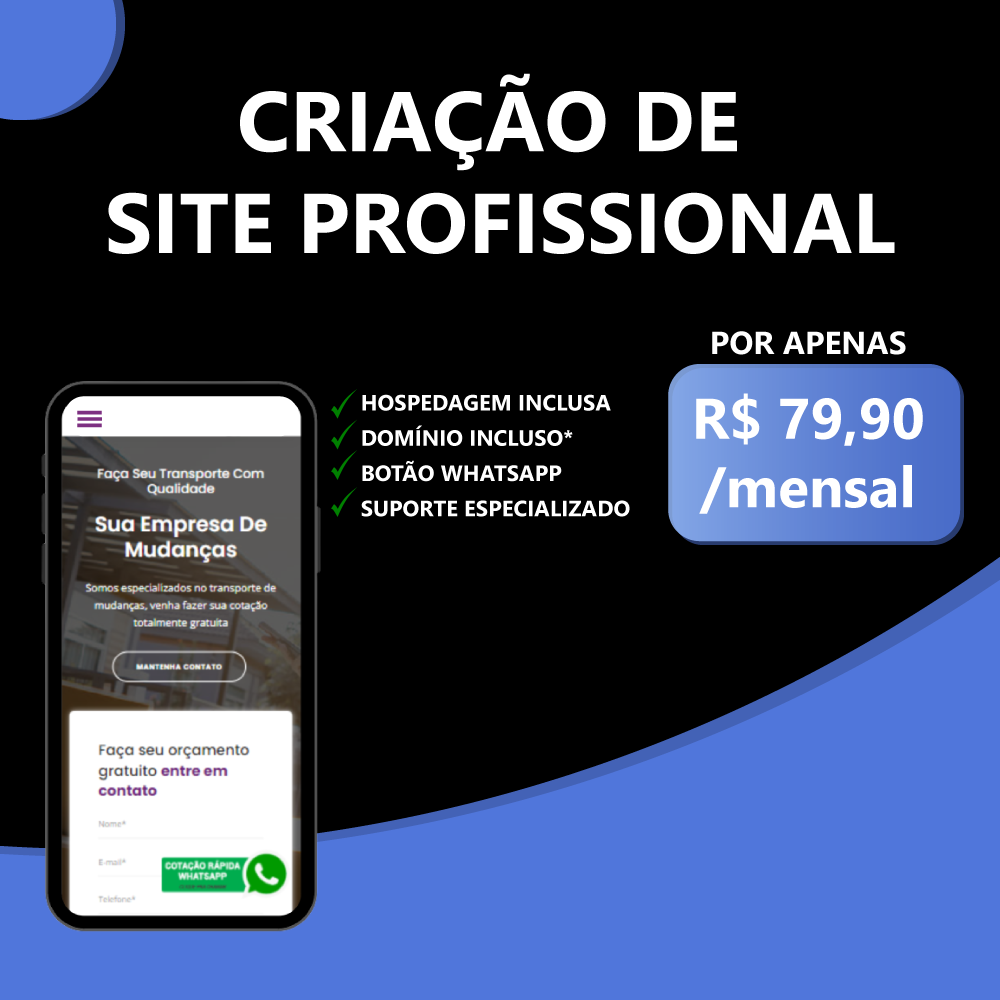 CRIAÇÃO DE
SITE PROFISSIONAL
POR APENAS
R$ 79,90
/mensal
HOSPEDAGEM INCLUSA
DOMÍNIO INCLUSO*
BOTÃO WHATSAPP
SUPORTE ESPECIALIZADO
Faça Seu Transporte Com
Qualidade
Sua Empresa De
Mudanças
Somos especializados no transporte de
mudanças, venha fazer sua cotação
totalmente gratuita
MANTENHA CONTATO
Faça seu orçamento
gratuito entre em
contato
Nome*
E-mail*
COTAÇÃO RÁPIDA
WHATSAPP
Telefone*